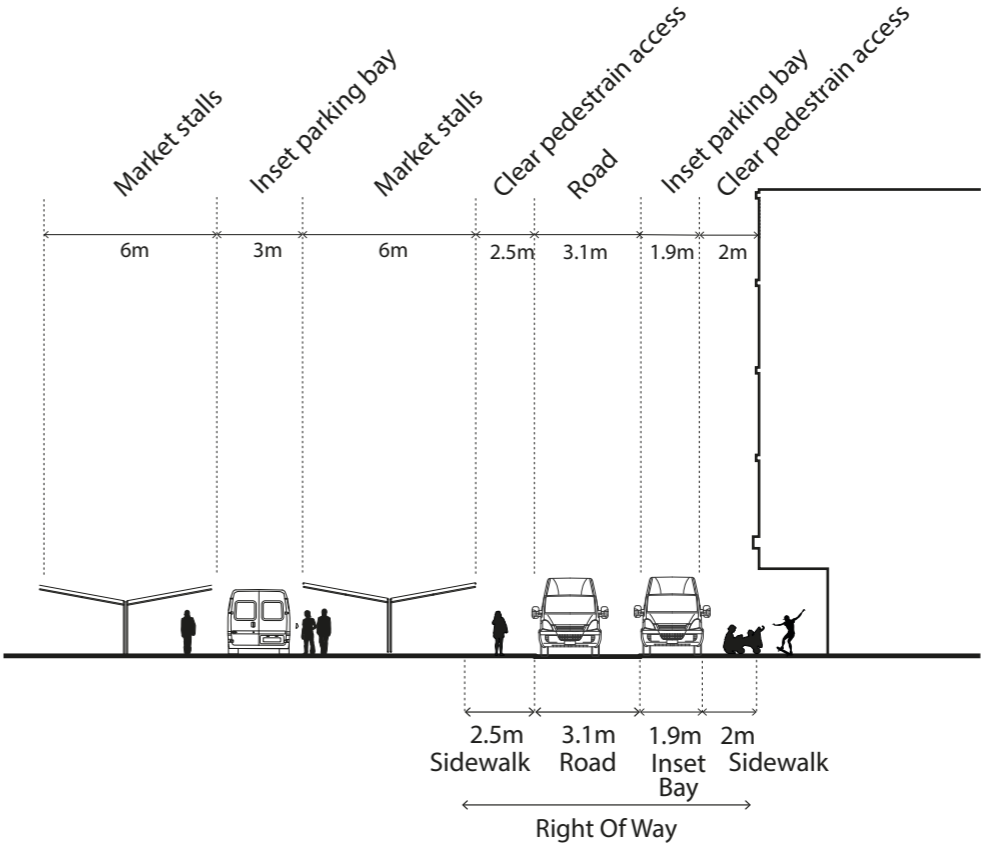 Market stalls
Inset parking bay
Market stalls
Clear pedestrain access
Road
Inset parking bay
Clear pedestrian access
6m
3m
6m
2.5m
3.1m
1.9m
2m
2.5m
Sidewalk
3.1m
Road
1.9m
Inset
Bay
2m
Sidewalk
Right Of Way